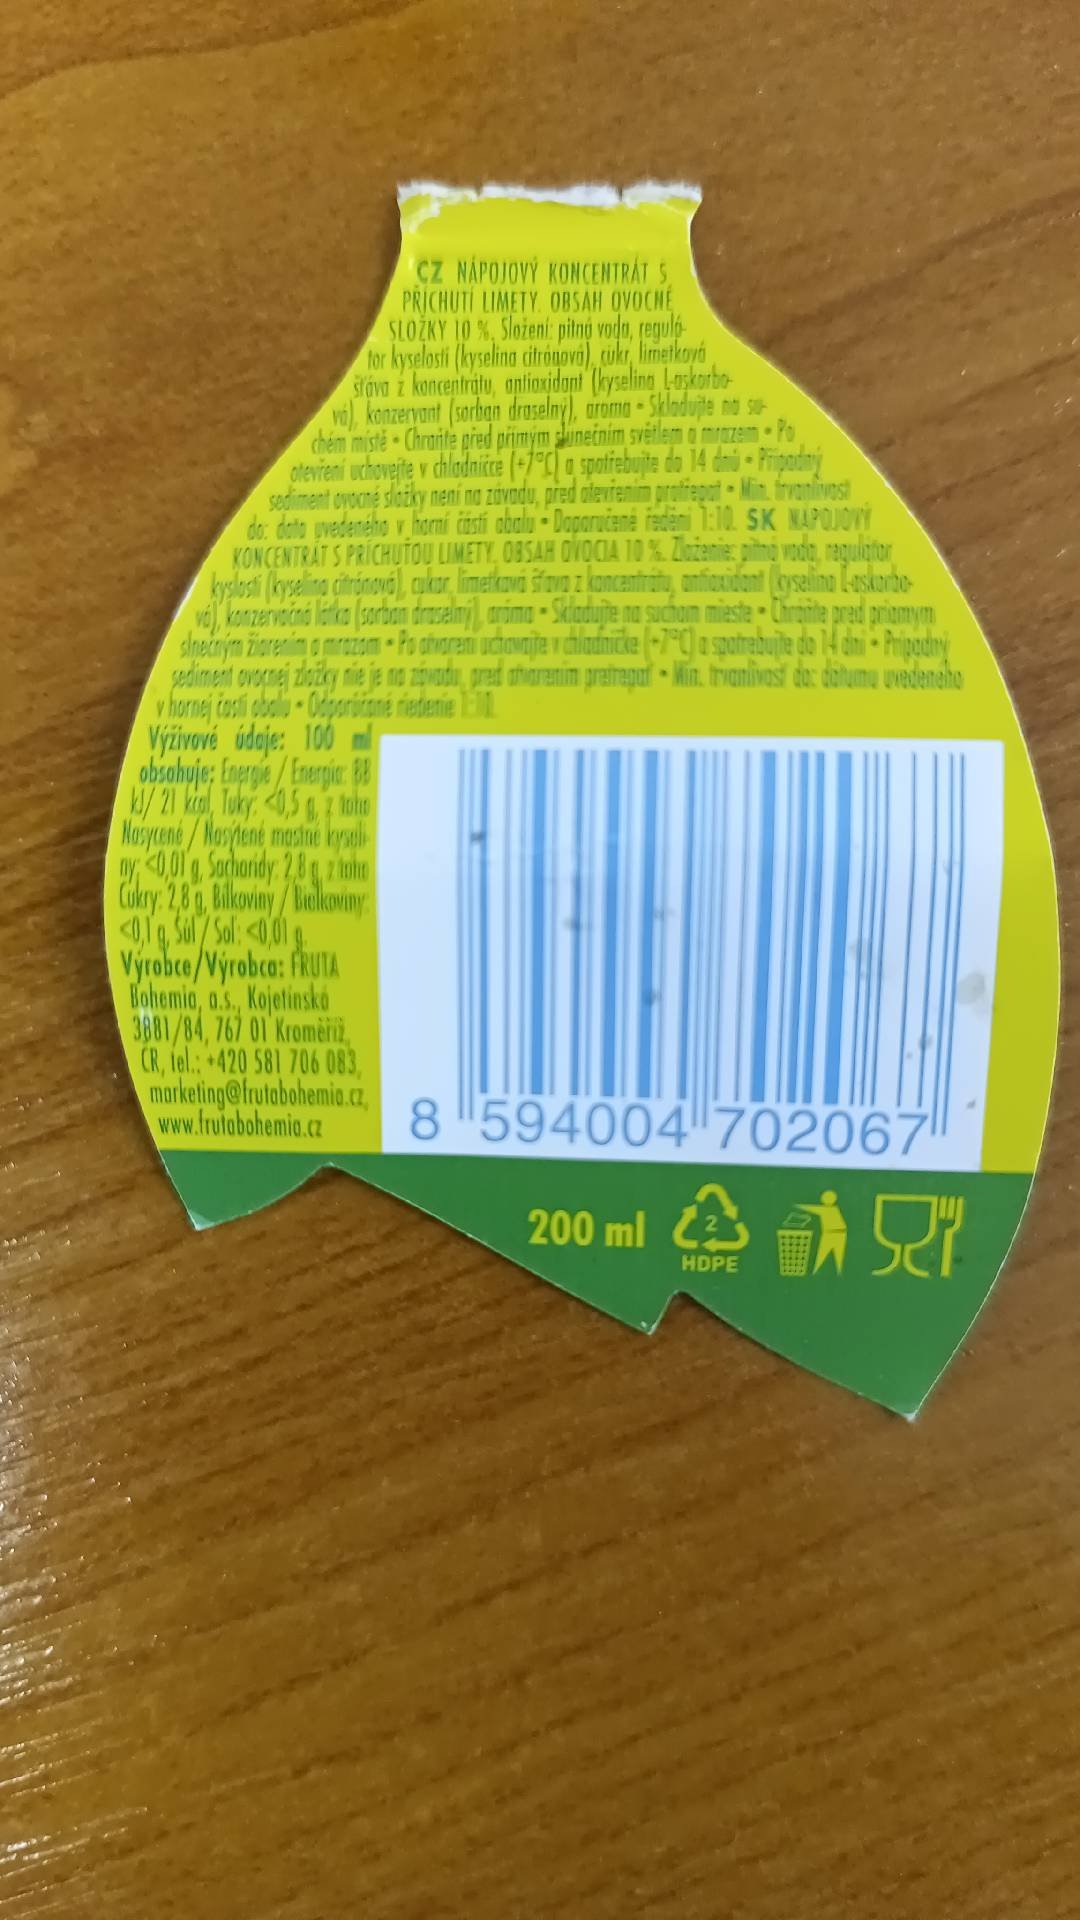 CZ NÁPOJOVÝ KONCENTRÁT S
PŘÍCHUTÍ LIMETY. OBSAH OVOCNÉ
SLOŽKY 10 %. Složení: pitná voda, regulá-
tor kyselosti (kyselina citrónová), cukr, limetková
šťáva z koncentrátu, antioxidant (kyselina L-askorbo-
vá), konzervant (sorban draselný), aroma • Skladujte na su-
chém místě • Chraňte před přímým slunečním světlem a mrazem • Po
otevření uchovejte v chladničce (+7°C) a spotřebujte do 14 dnů • Případný
sediment ovocné složky není na závadu, před otevřením protřepat • Min. trvanlivost
do: data uvedeného v horní části obalu • Doporučené ředění 1:10. SK NÁPOJOVÝ
KONCENTRÁT S PRÍCHUŤOU LIMETY. OBSAH OVOCIA 10 %. Zloženie: pitná voda, regulátor
kyslosti (kyselina citrónová), cukor, limetková šťava z koncentrátu, antioxidant (kyselina L-askorbo-
vá), konzervačná látka (sorban draselný), aróma • Skladujte na suchom mieste • Chráňte pred priamym
slnečným žiarením a mrazom • Po otvorení uchovajte v chladničke (+7°C) a spotrebujte do 14 dní • Prípadný
sediment ovocnej zložky nie je na závadu, pred otvorením pretrepať • Min. trvanlivosť do: dátumu uvedeného
v hornej časti obalu • Odporúčané riedenie 1:10.
Výživové údaje: 100 ml
obsahuje: Energie / Energia: 88
kJ/ 21 kcal, Tuky: <0,5 g, z toho
Nasycené / Nasýtené mastné kyseli-
ny: <0,01 g, Sacharidy: 2,8 g, z toho
Cukry: 2,8 g, Bílkoviny / Bielkoviny:
<0,1 g, Sůl / Soľ: <0,01 g.
Výrobce/Výrobca: FRUTA
Bohemia, a.s., Kojetínská
3881/84, 767 01 Kroměříž,
ČR, tel.: +420 581 706 083,
marketing@frutabohemia.cz,
www.frutabohemia.cz
8 594004 702067
200 ml
2
HDPE